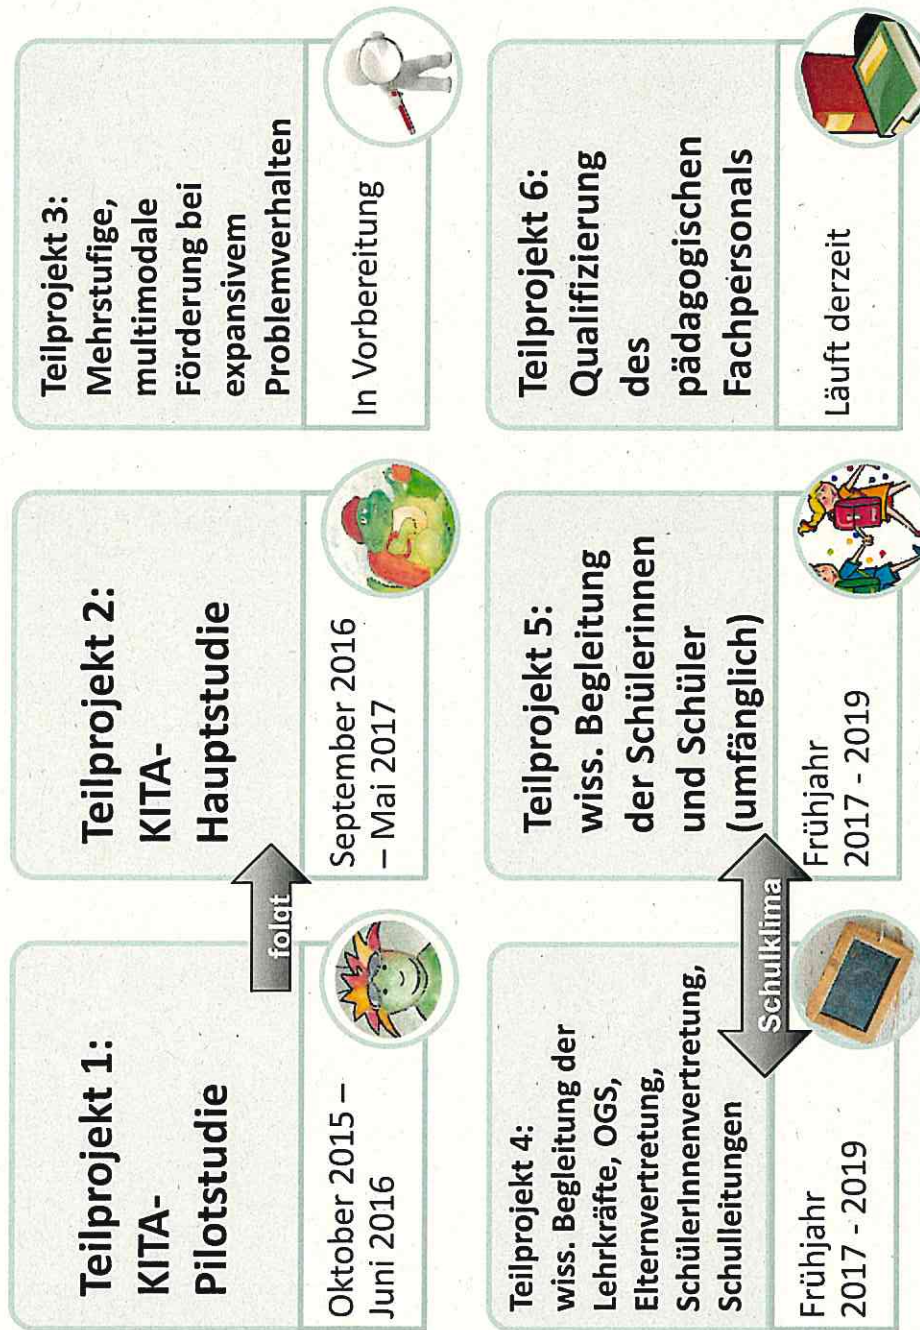 Teilprojekt 1:
KITA-
Pilotstudie
Oktober 2015 –
Juni 2016
folgt
Teilprojekt 2:
KITA-
Hauptstudie
September 2016
– Mai 2017
Teilprojekt 3:
Mehrstufige,
multimodale
Förderung bei
expansivem
Problemverhalten
In Vorbereitung
Teilprojekt 4:
wiss. Begleitung der
Lehrkräfte, OGS,
Elternvertretung,
SchülerInnenvertretung,
Schulleitungen
Frühjahr
2017 - 2019
Schulklima
Teilprojekt 5:
wiss. Begleitung
der Schülerinnen
und Schüler
(umfänglich)
Frühjahr
2017 - 2019
Teilprojekt 6:
Qualifizierung
des
pädagogischen
Fachpersonals
Läuft derzeit